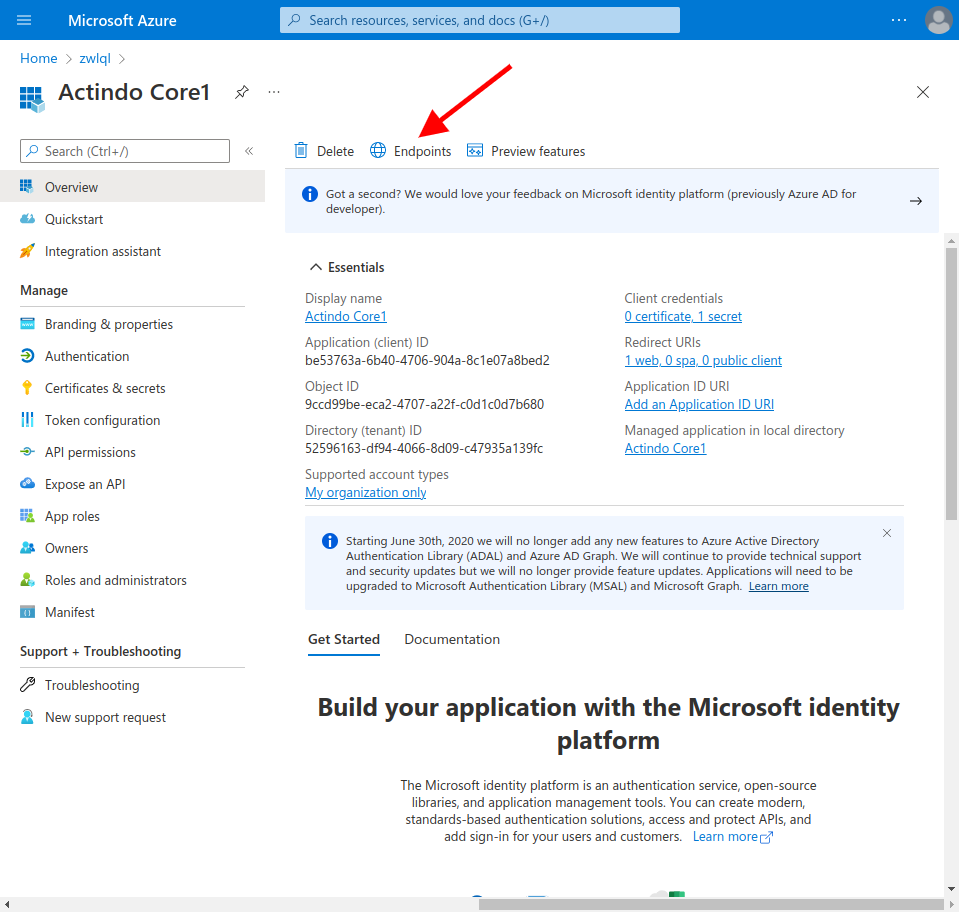 Microsoft Azure
Search resources, services, and docs (G+/)
Home
zwlql
Actindo Core1
Search (Ctrl+/)
Delete
Endpoints
Preview features
Overview
Quickstart
Integration assistant
Manage
Branding & properties
Authentication
Certificates & secrets
Token configuration
API permissions
Expose an API
App roles
Owners
Roles and administrators
Manifest
Support + Troubleshooting
Troubleshooting
New support request
Got a second? We would love your feedback on Microsoft identity platform (previously Azure AD for
developer).
Essentials
Display name
Actindo Core1
Application (client) ID
be53763a-6b40-4706-904a-8c1e07a8bed2
Object ID
9ccd99be-eca2-4707-a22f-c0d1c0d7b680
Directory (tenant) ID
52596163-df94-4066-8d09-c47935a139fc
Supported account types
My organization only
Client credentials
0 certificate, 1 secret
Redirect URIs
1 web, 0 spa, 0 public client
Application ID URI
Add an Application ID URI
Managed application in local directory
Actindo Core1
Starting June 30th, 2020 we will no longer add any new features to Azure Active Directory
Authentication Library (ADAL) and Azure AD Graph. We will continue to provide technical support
and security updates but we will no longer provide feature updates. Applications will need to be
upgraded to Microsoft Authentication Library (MSAL) and Microsoft Graph. Learn more
Get Started
Documentation
Build your application with the Microsoft identity
platform
The Microsoft identity platform is an authentication service, open-source
libraries, and application management tools. You can create modern,
standards-based authentication solutions, access and protect APIs, and
add sign-in for your users and customers. Learn more